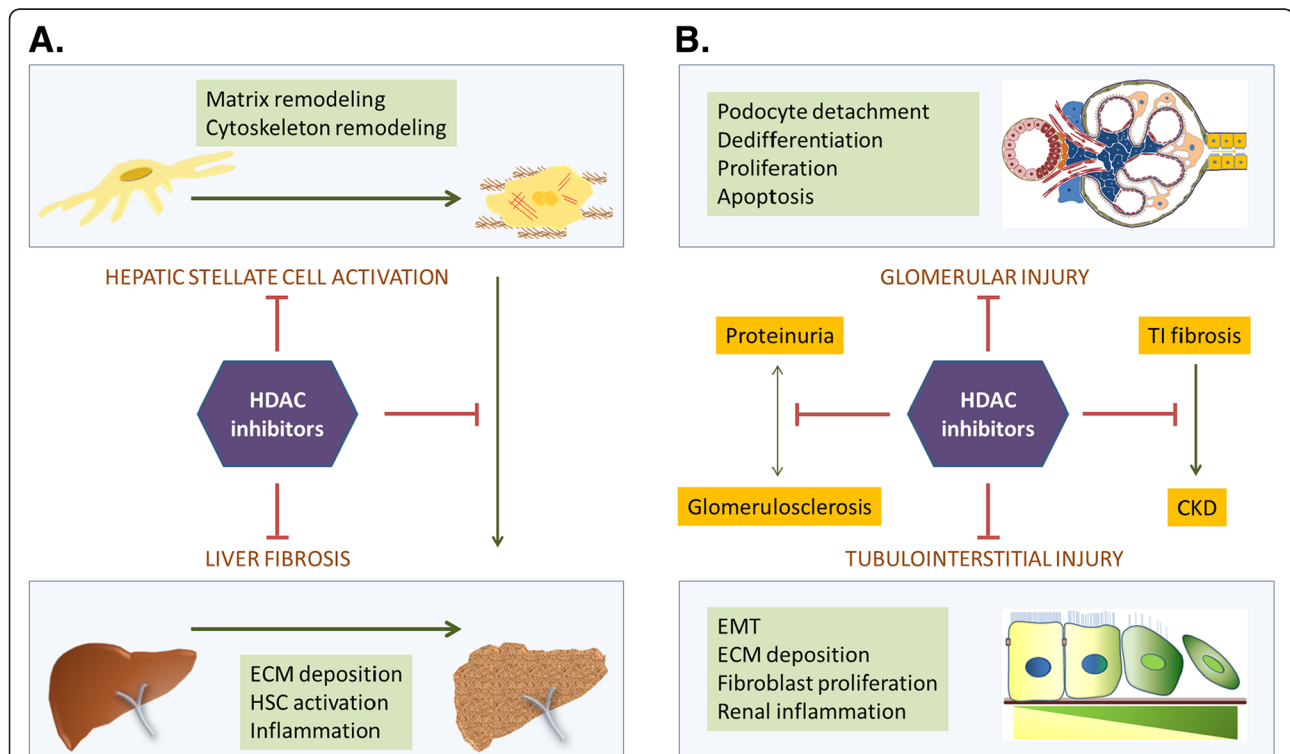 A.
Matrix remodeling
Cytoskeleton remodeling
HEPATIC STELLATE CELL ACTIVATION
HDAC
inhibitors
LIVER FIBROSIS
ECM deposition
HSC activation
Inflammation
B.
Podocyte detachment
Dedifferentiation
Proliferation
Apoptosis
GLOMERULAR INJURY
Proteinuria
TI fibrosis
HDAC
inhibitors
Glomerulosclerosis
CKD
TUBULOINTERSTITIAL INJURY
EMT
ECM deposition
Fibroblast proliferation
Renal inflammation